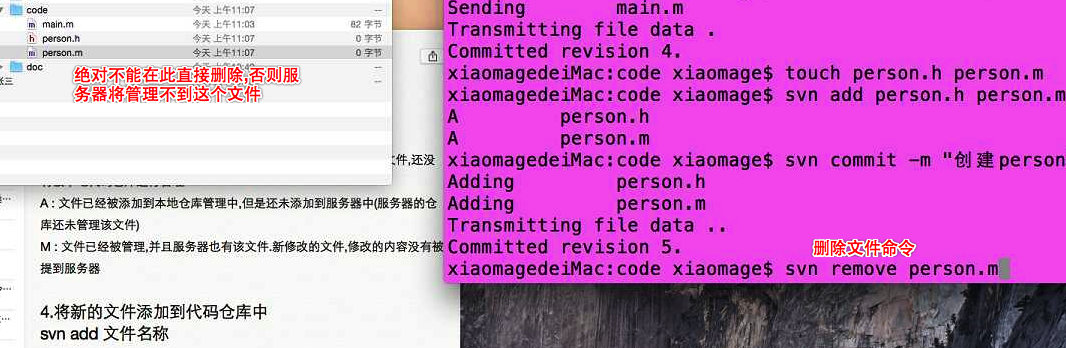 code 今天 上午11:07 --
main.m 今天 上午11:03 82 字节
person.h 今天 上午11:07 0 字节
person.m 今天 上午11:07 0 字节
doc
张三 --
绝对不能在此直接删除,否则服
务器将管理不到这个文件
件,还没
A : 文件已经被添加到本地仓库管理中,但是还未添加到服务器中(服务器的仓
库还未管理该文件)
M : 文件已经被管理,并且服务器也有该文件.新修改的文件,修改的内容没有被
提到服务器
4.将新的文件添加到代码仓库中
svn add 文件名称
Sending main.m
Transmitting file data .
Committed revision 4.
xiaomagedeiMac:code xiaomage$ touch person.h person.m
xiaomagedeiMac:code xiaomage$ svn add person.h person.m
A person.h
A person.m
xiaomagedeiMac:code xiaomage$ svn commit -m "创建person
Adding person.h
Adding person.m
Transmitting file data ..
Committed revision 5.
删除文件命令
xiaomagedeiMac:code xiaomage$ svn remove person.m